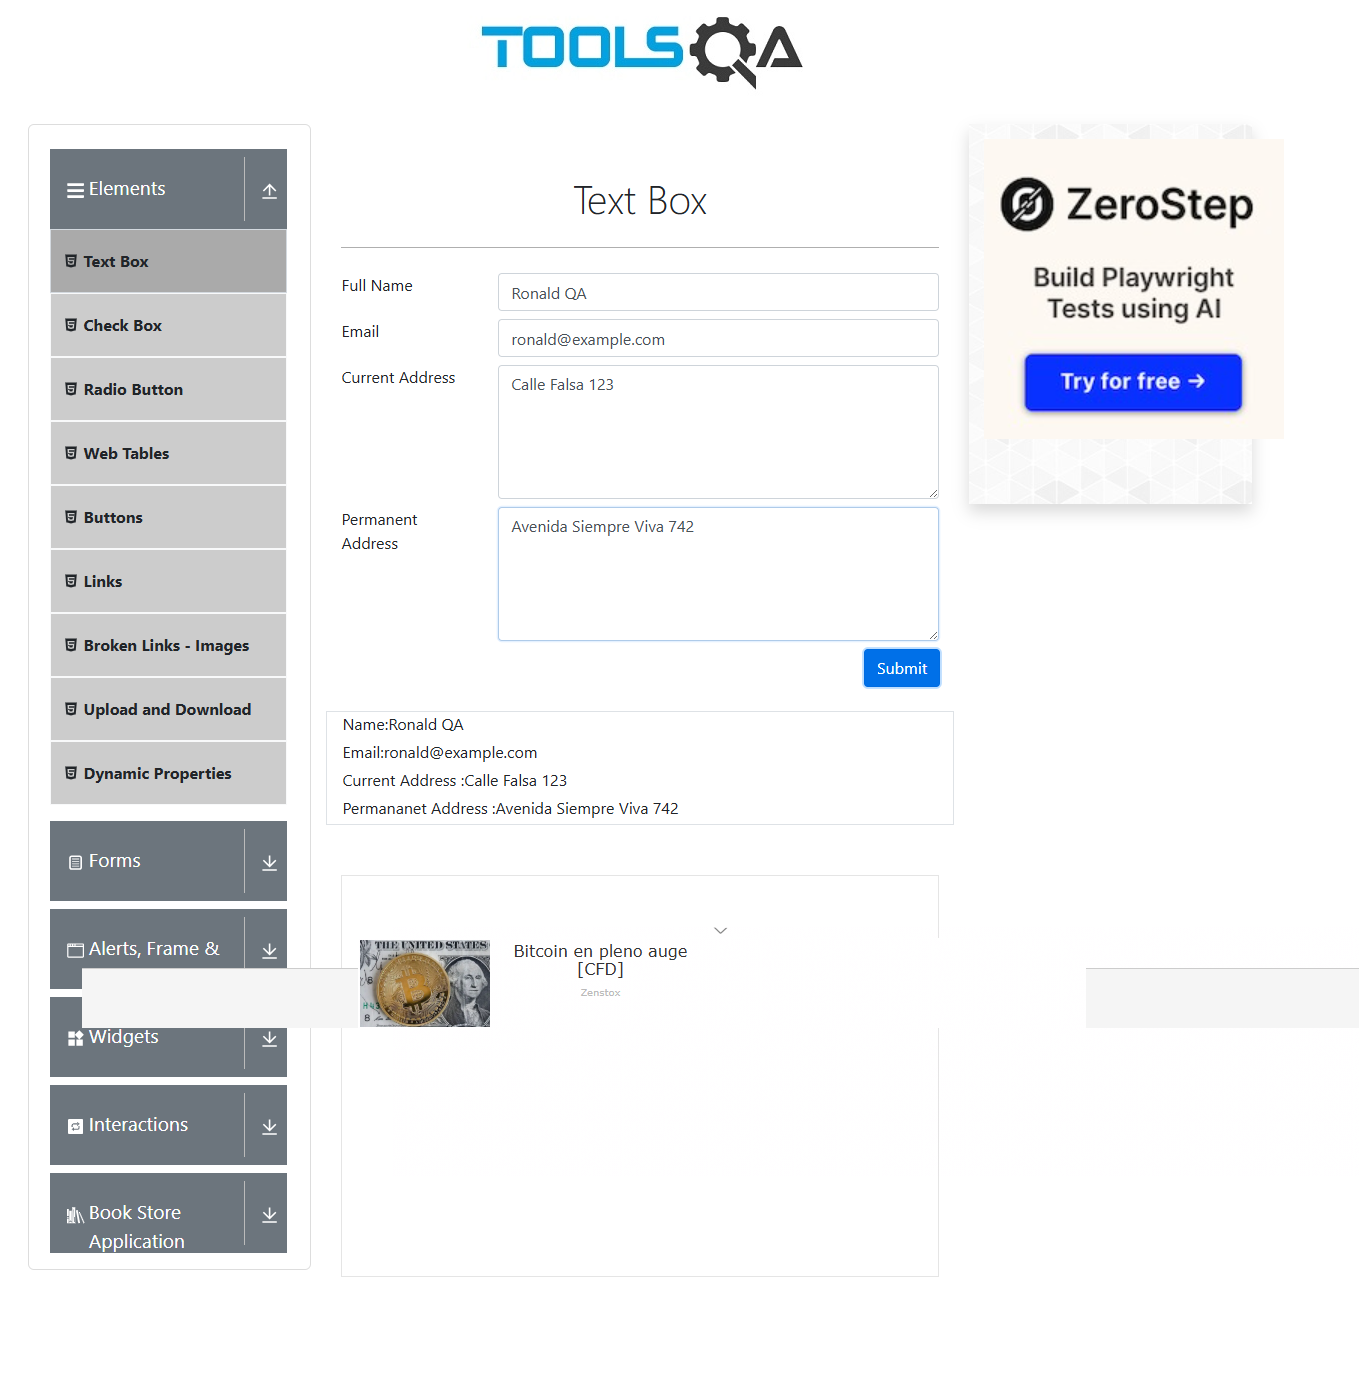 TOOLSQA
Elements
Text Box
Check Box
Radio Button
Web Tables
Buttons
Links
Broken Links - Images
Upload and Download
Dynamic Properties
Forms
Alerts, Frame &
Widgets
Interactions
Book Store
Application
Text Box
Full Name
Ronald QA
Email
ronald@example.com
Current Address
Calle Falsa 123
Permanent
Address
Avenida Siempre Viva 742
Submit
Name:Ronald QA
Email:ronald@example.com
Current Address :Calle Falsa 123
Permananet Address :Avenida Siempre Viva 742
THE UNITED STATES
Bitcoin en pleno auge
[CFD]
Zenstox
ZeroStep
Build Playwright
Tests using AI
Try for free →